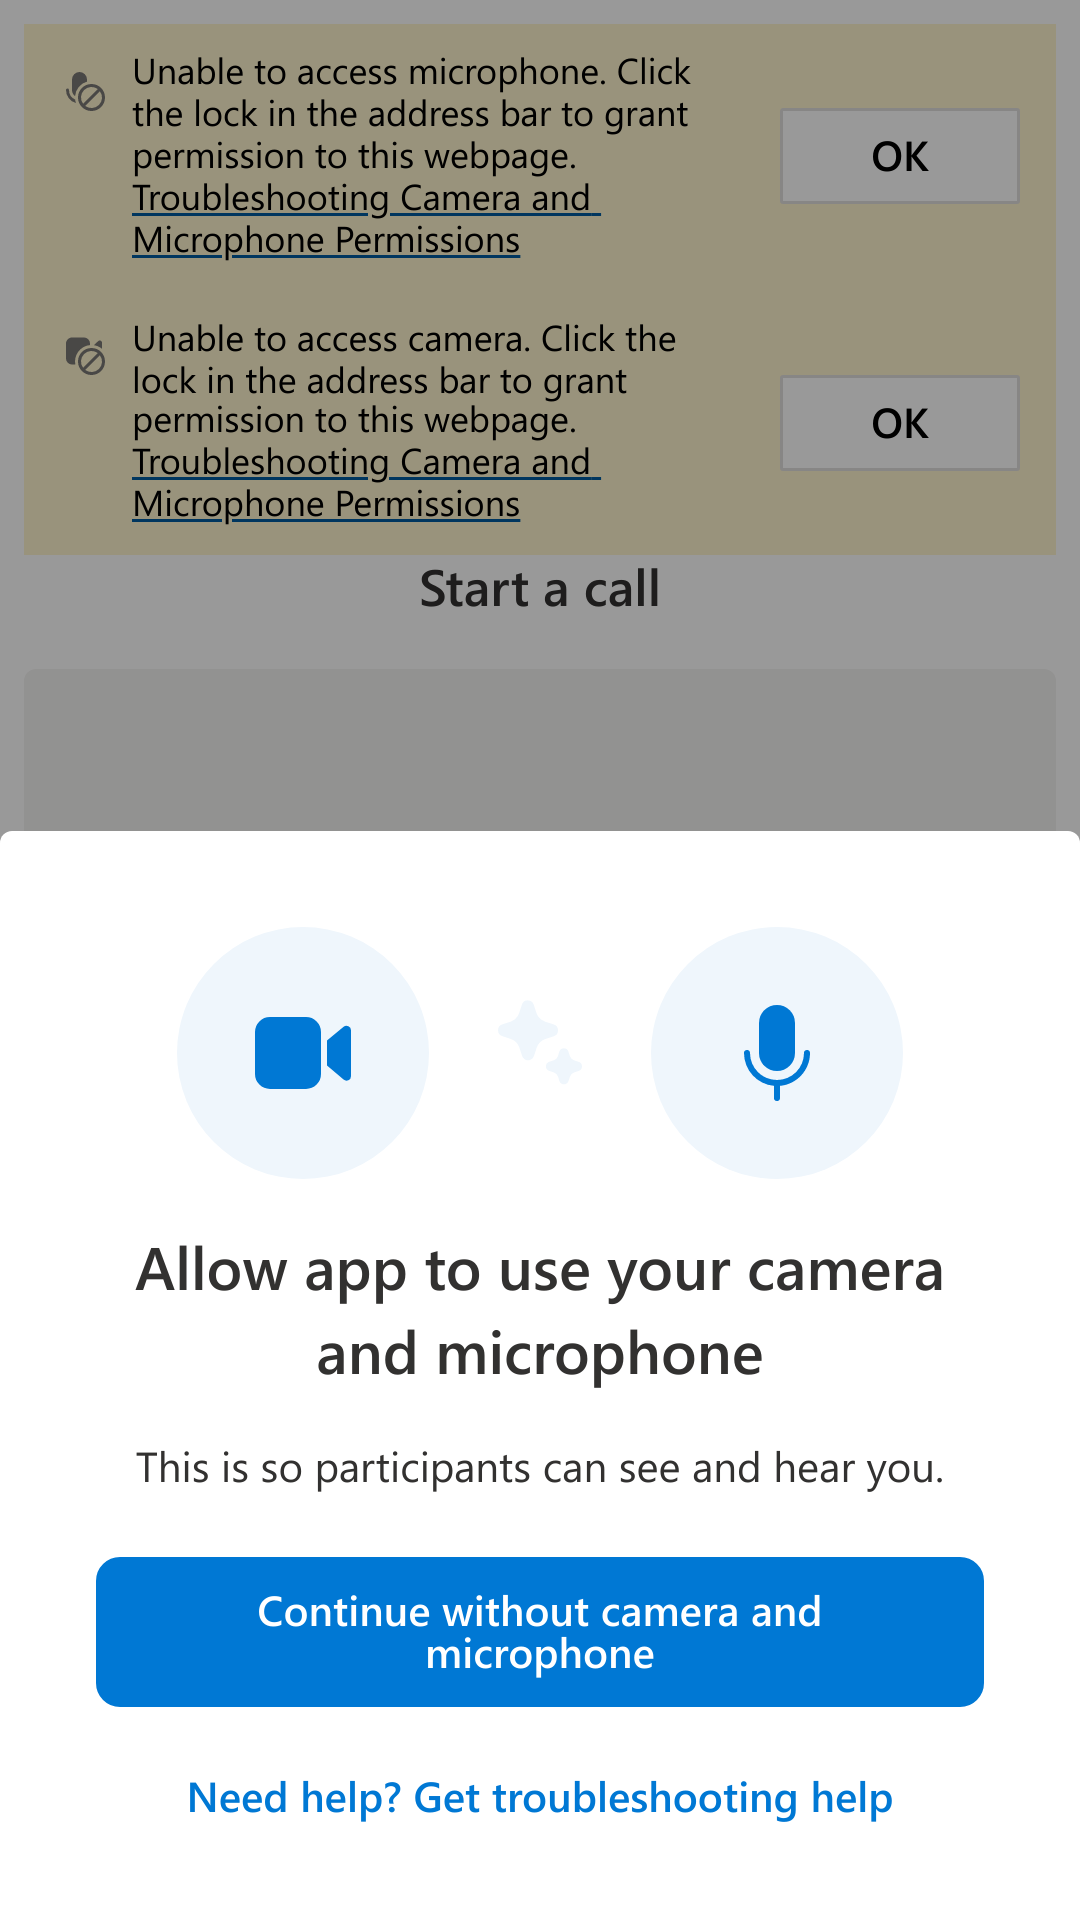 Unable to access microphone. Click
the lock in the address bar to grant
permission to this webpage.
Troubleshooting Camera and
Microphone Permissions
OK
Unable to access camera. Click the
lock in the address bar to grant
permission to this webpage.
Troubleshooting Camera and
Microphone Permissions
OK
Start a call
Allow app to use your camera
and microphone
This is so participants can see and hear you.
Continue without camera and
microphone
Need help? Get troubleshooting help